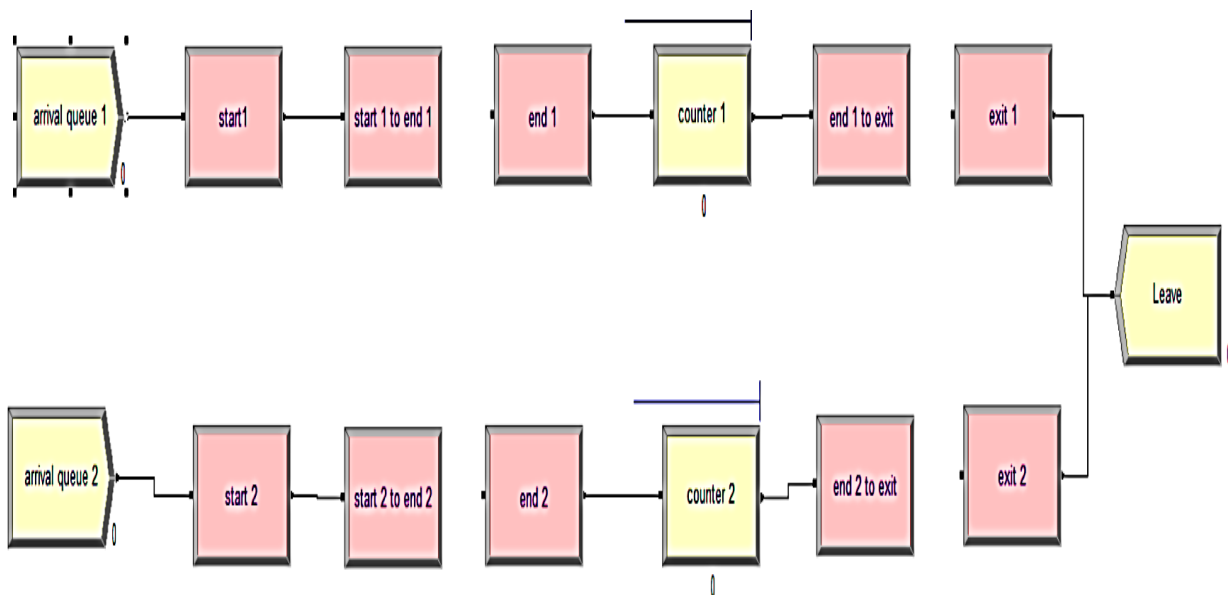 arrival queue 1
start1
start 1 to end 1
end 1
counter 1
end 1 to exit
exit 1
0
0
Leave
0
arrival queue 2
start 2
start 2 to end 2
end 2
counter 2
end 2 to exit
exit 2
0
0